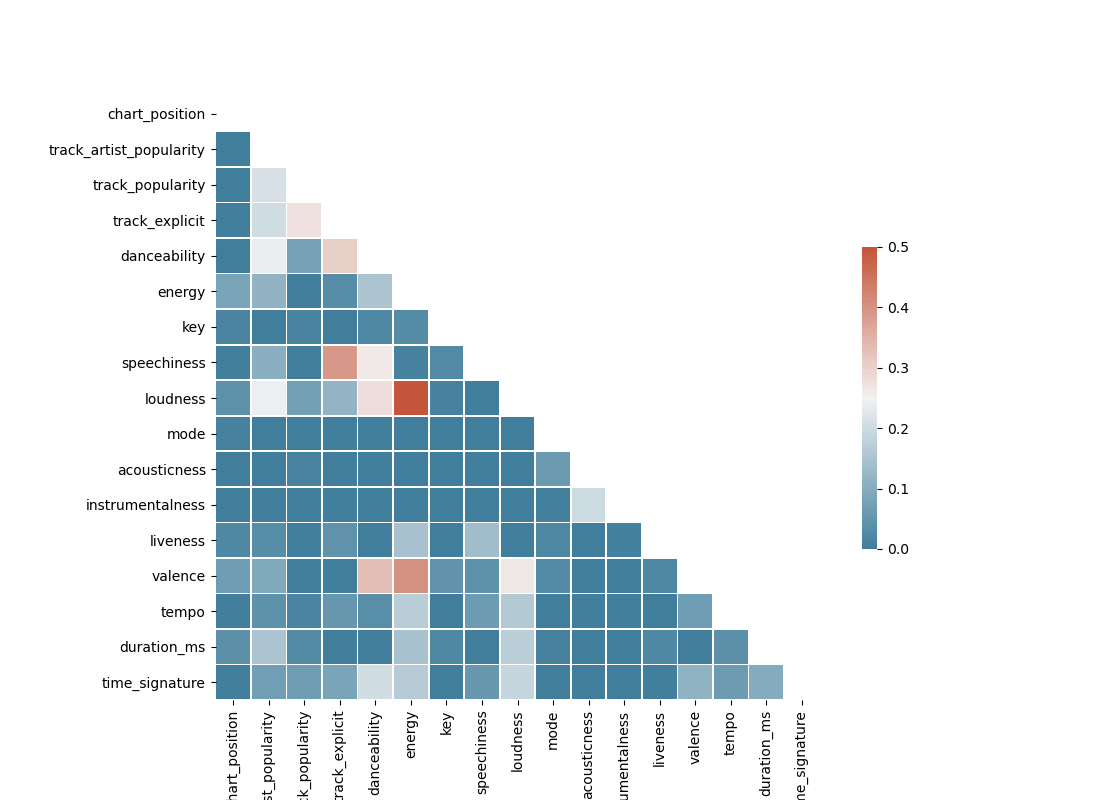 chart_position
track_artist_popularity
track_popularity
track_explicit
danceability
energy
key
speechiness
loudness
mode
acousticness
instrumentalness
liveness
valence
tempo
duration_ms
time_signature
0.5
0.4
0.3
0.2
0.1
0.0
hart_position
st_popularity
ck_popularity
track_explicit
danceability
energy
key
speechiness
loudness
mode
acousticness
umentalness
liveness
valence
tempo
duration_ms
me_signature